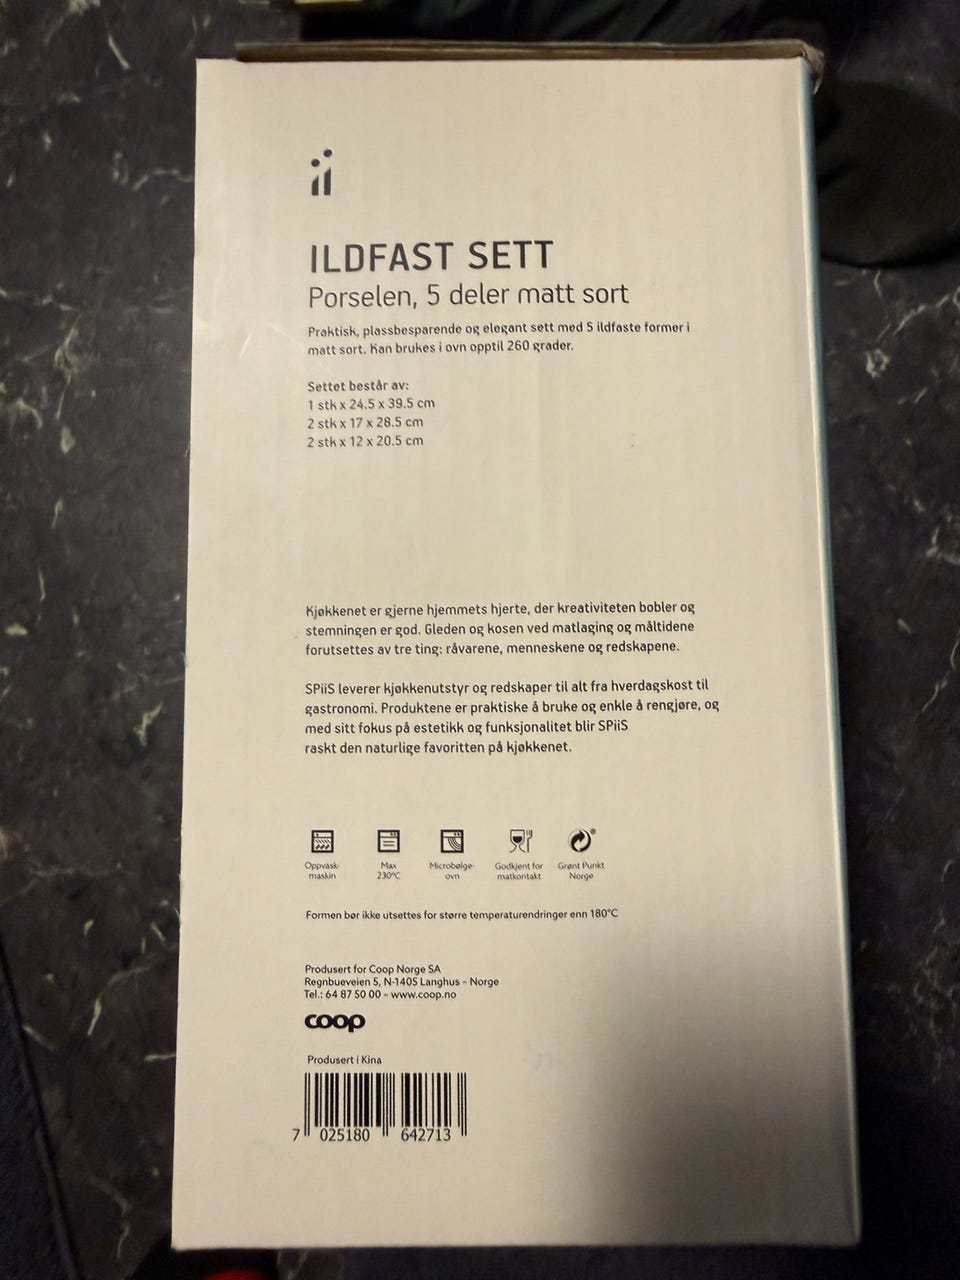 ii
ILDFAST SETT
Porselen, 5 deler matt sort
Praktisk, plassbesparende og elegant sett med 5 ildfaste former i
matt sort. Kan brukes i ovn opptil 260 grader.
Settet består av:
1 stk x 24.5 x 39.5 cm
2 stk x 17 x 28.5 cm
2 stk x 12 x 20.5 cm
Kjøkkenet er gjerne hjemmets hjerte, der kreativiteten bobler og
stemningen er god. Gleden og kosen ved matlaging og måltidene
forutsettes av tre ting: råvarene, menneskene og redskapene.
SPiiS leverer kjøkkenutstyr og redskaper til alt fra hverdagskost til
gastronomi. Produktene er praktiske å bruke og enkle å rengjøre, og
med sitt fokus på estetikk og funksjonalitet blir SPiiS
raskt den naturlige favoritten på kjøkkenet.
Oppvask-
maskin
Max
230°C
Microbølge-
ovn
Godkjent for
matkontakt
Grønt Punkt
Norge
Formen bør ikke utsettes for større temperaturendringer enn 180°C
Produsert for Coop Norge SA
Regnbueveien 5, N-1405 Langhus - Norge
Tel.: 64 87 50 00 - www.coop.no
coop
Produsert i Kina
7 025180 642713